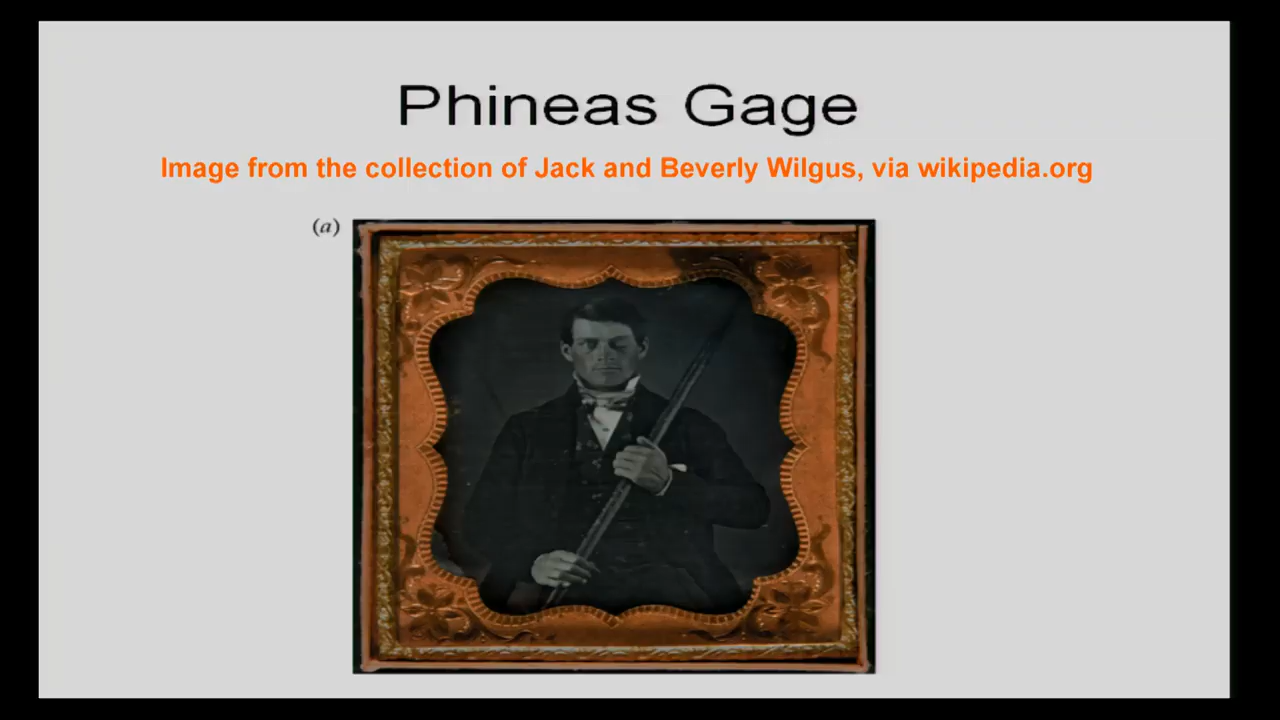 Phineas Gage
Image from the collection of Jack and Beverly Wilgus, via wikipedia.org
(a)